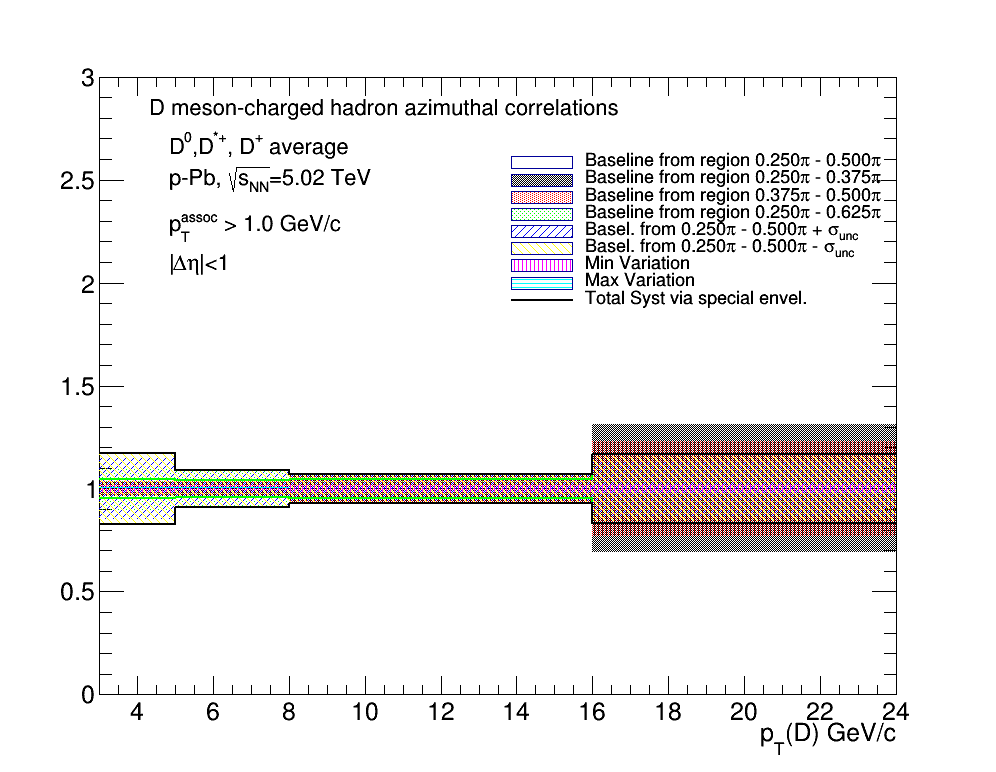 D meson-charged hadron azimuthal correlations
D⁰,D*⁺, D⁺ average
p-Pb, √sNN=5.02 TeV
pTassoc > 1.0 GeV/c
|Δη|<1
Baseline from region 0.250π - 0.500π
Baseline from region 0.250π - 0.375π
Baseline from region 0.375π - 0.500π
Baseline from region 0.250π - 0.625π
Basel. from 0.250π - 0.500π + σunc
Basel. from 0.250π - 0.500π - σunc
Min Variation
Max Variation
Total Syst via special envel.
3
2.5
2
1.5
1
0.5
0
4 6 8 10 12 14 16 18 20 22 24
pT(D) GeV/c